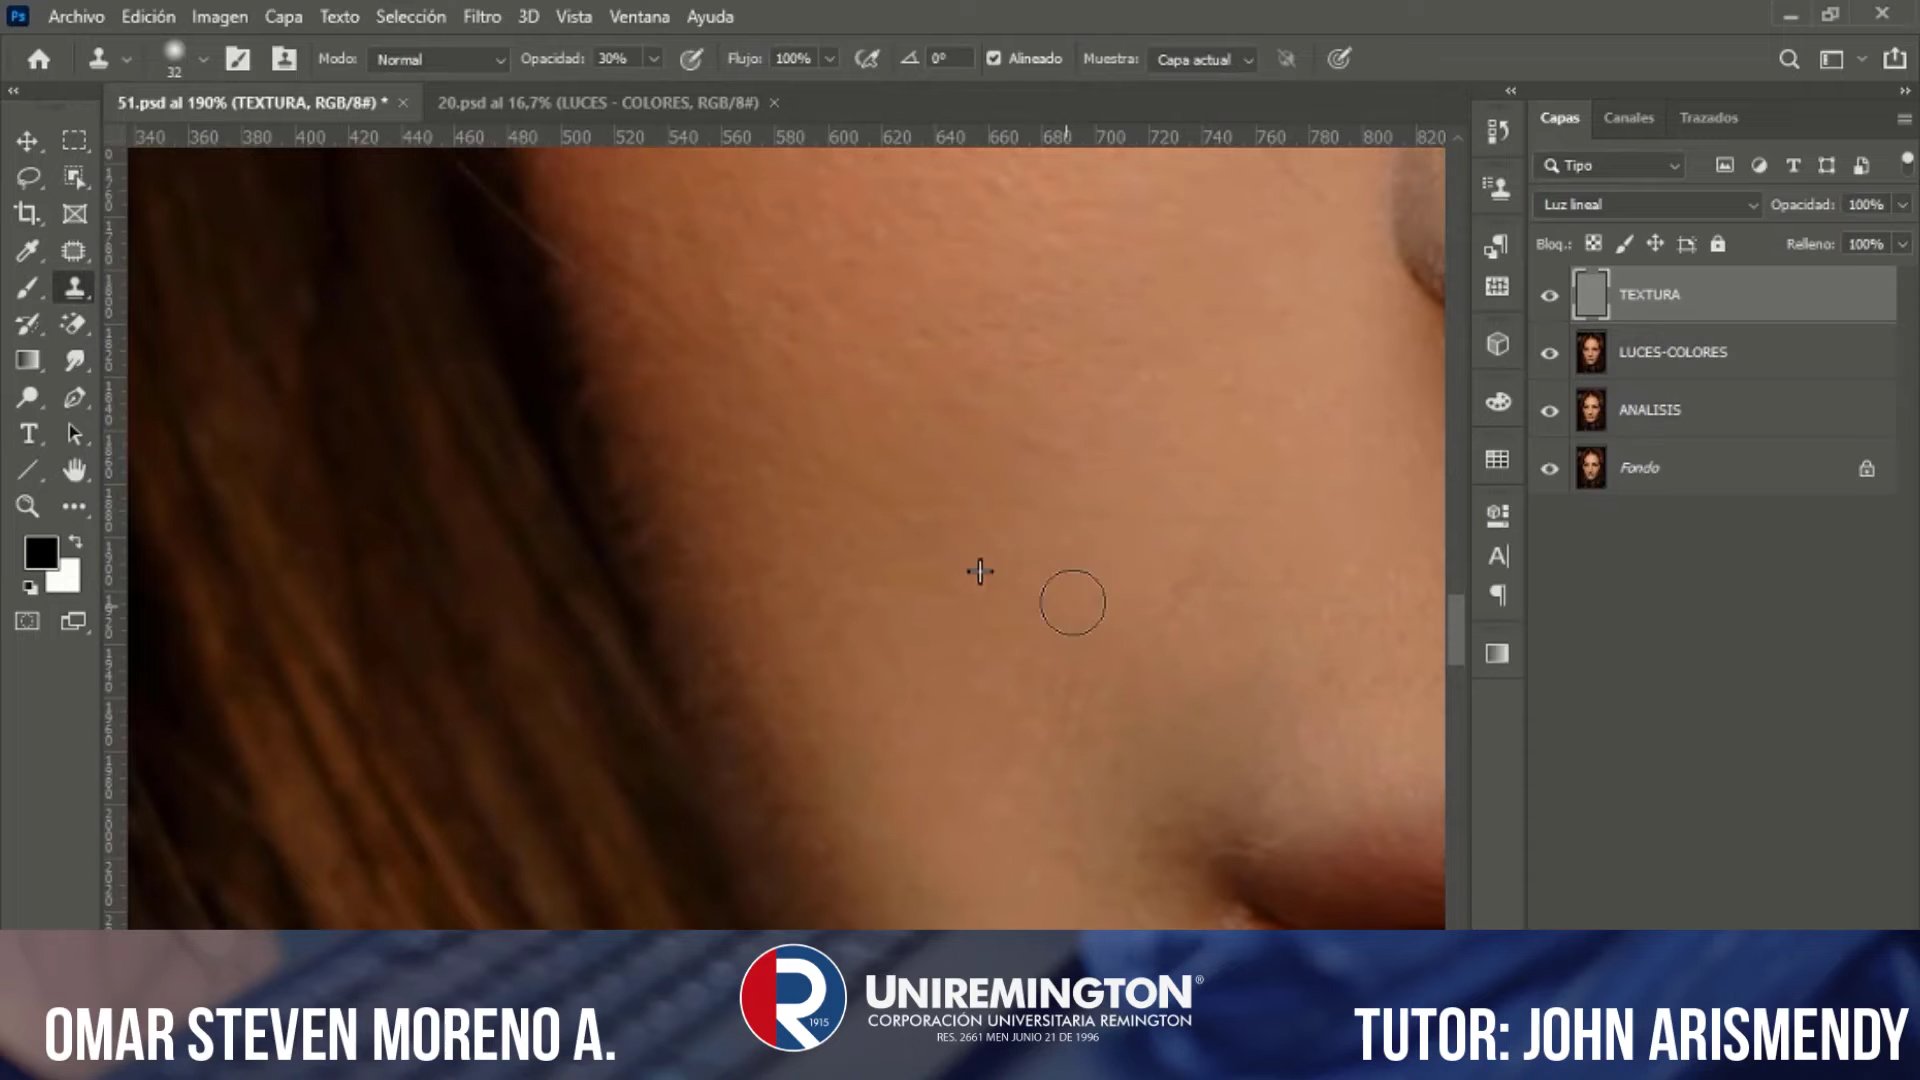 Ps Archivo Edición Imagen Capa Texto Selección Filtro 3D Vista Ventana Ayuda
32 Modo: Normal Opacidad: 30% Flujo: 100% 0° Alineado Muestra: Capa actual
51.psd al 190% (TEXTURA, RGB/8#) * × 20.psd al 16,7% (LUCES - COLORES, RGB/8#) ×
340 360 380 400 420 440 460 480 500 520 540 560 580 600 620 640 660 680 700 720 740 760 780 800 820
Capas Canales Trazados
Tipo
Luz lineal Opacidad: 100%
Bloq.: Relleno: 100%
TEXTURA
LUCES-COLORES
ANALISIS
Fondo
OMAR STEVEN MORENO A.
R 1915
UNIREMINGTON®
CORPORACIÓN UNIVERSITARIA REMINGTON
RES. 2661 MEN JUNIO 21 DE 1996
TUTOR: JOHN ARISMENDY